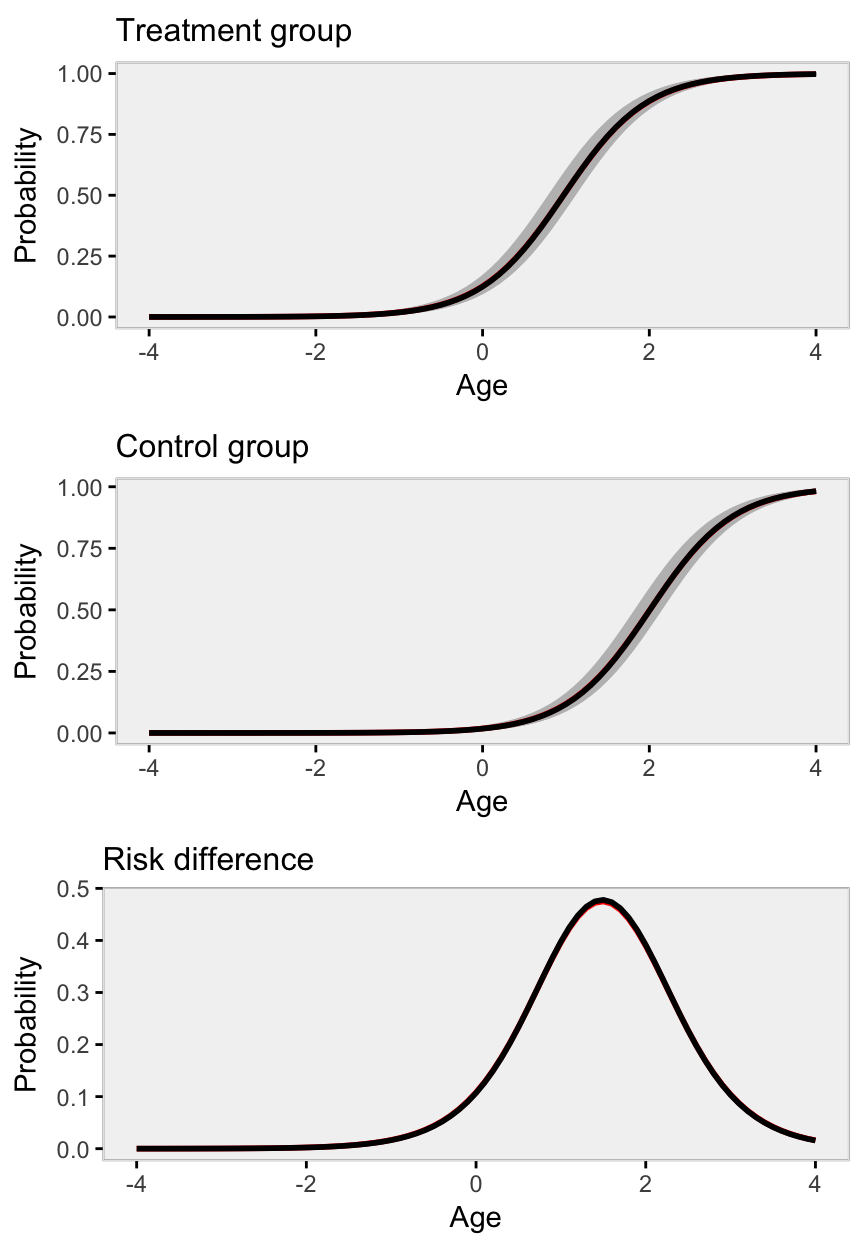 Treatment group
1.00
0.75
0.50
0.25
0.00
Probability
-4 -2 0 2 4
Age
Control group
1.00
0.75
0.50
0.25
0.00
Probability
-4 -2 0 2 4
Age
Risk difference
0.5
0.4
0.3
0.2
0.1
0.0
Probability
-4 -2 0 2 4
Age